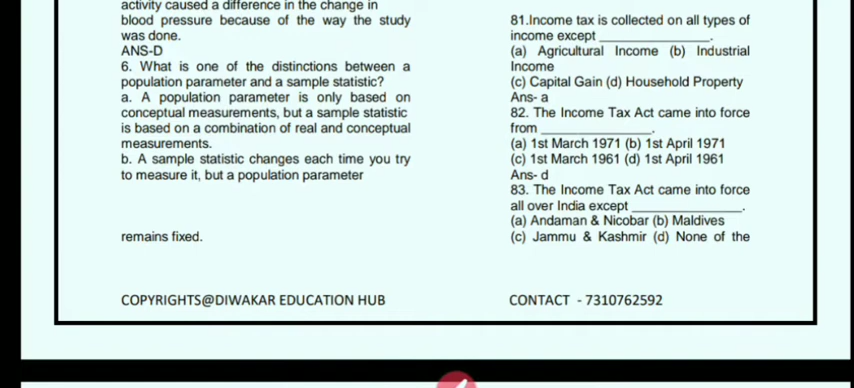 activity caused a difference in the change in
blood pressure because of the way the study
was done.
ANS-D
6. What is one of the distinctions between a
population parameter and a sample statistic?
a. A population parameter is only based on
conceptual measurements, but a sample statistic
is based on a combination of real and conceptual
measurements.
b. A sample statistic changes each time you try
to measure it, but a population parameter
remains fixed.
81.Income tax is collected on all types of
income except ________________.
(a) Agricultural Income (b) Industrial
Income
(c) Capital Gain (d) Household Property
Ans- a
82. The Income Tax Act came into force
from ________________.
(a) 1st March 1971 (b) 1st April 1971
(c) 1st March 1961 (d) 1st April 1961
Ans- d
83. The Income Tax Act came into force
all over India except ________________.
(a) Andaman & Nicobar (b) Maldives
(c) Jammu & Kashmir (d) None of the
COPYRIGHTS@DIWAKAR EDUCATION HUB
CONTACT - 7310762592